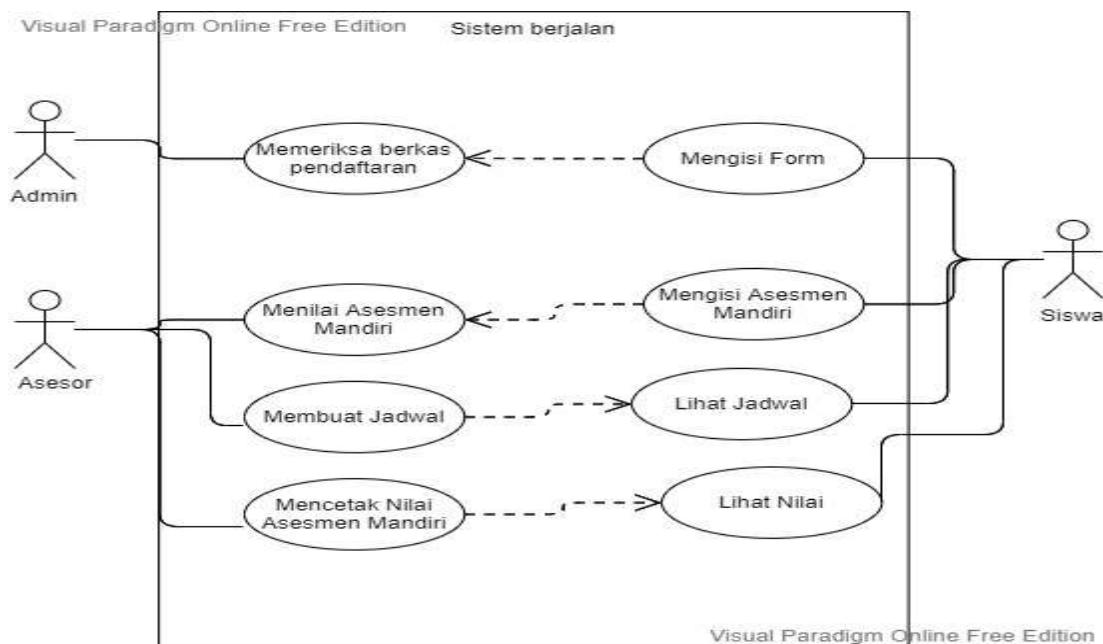 Visual Paradigm Online Free Edition
Sistem berjalan
Memeriksa berkas
pendaftaran
Mengisi Form
Admin
Menilai Asesmen
Mandiri
Mengisi Asesmen
Mandiri
Siswa
Asesor
Membuat Jadwal
Lihat Jadwal
Mencetak Nilai
Asesmen Mandiri
Lihat Nilai
Visual Paradigm Online Free Edition